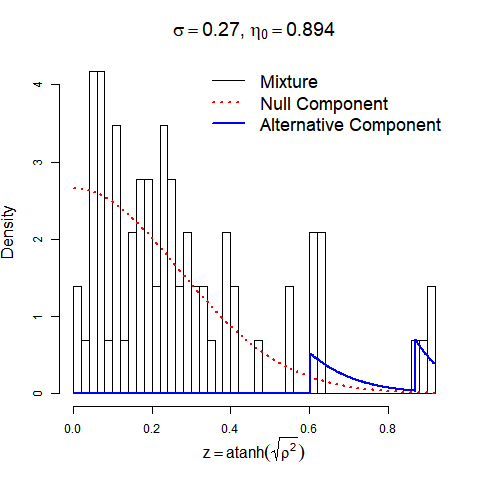 σ = 0.27, η₀ = 0.894
Mixture
Null Component
Alternative Component
Density
4
3
2
1
0
0.0 0.2 0.4 0.6 0.8
z = atanh(√ρ²)